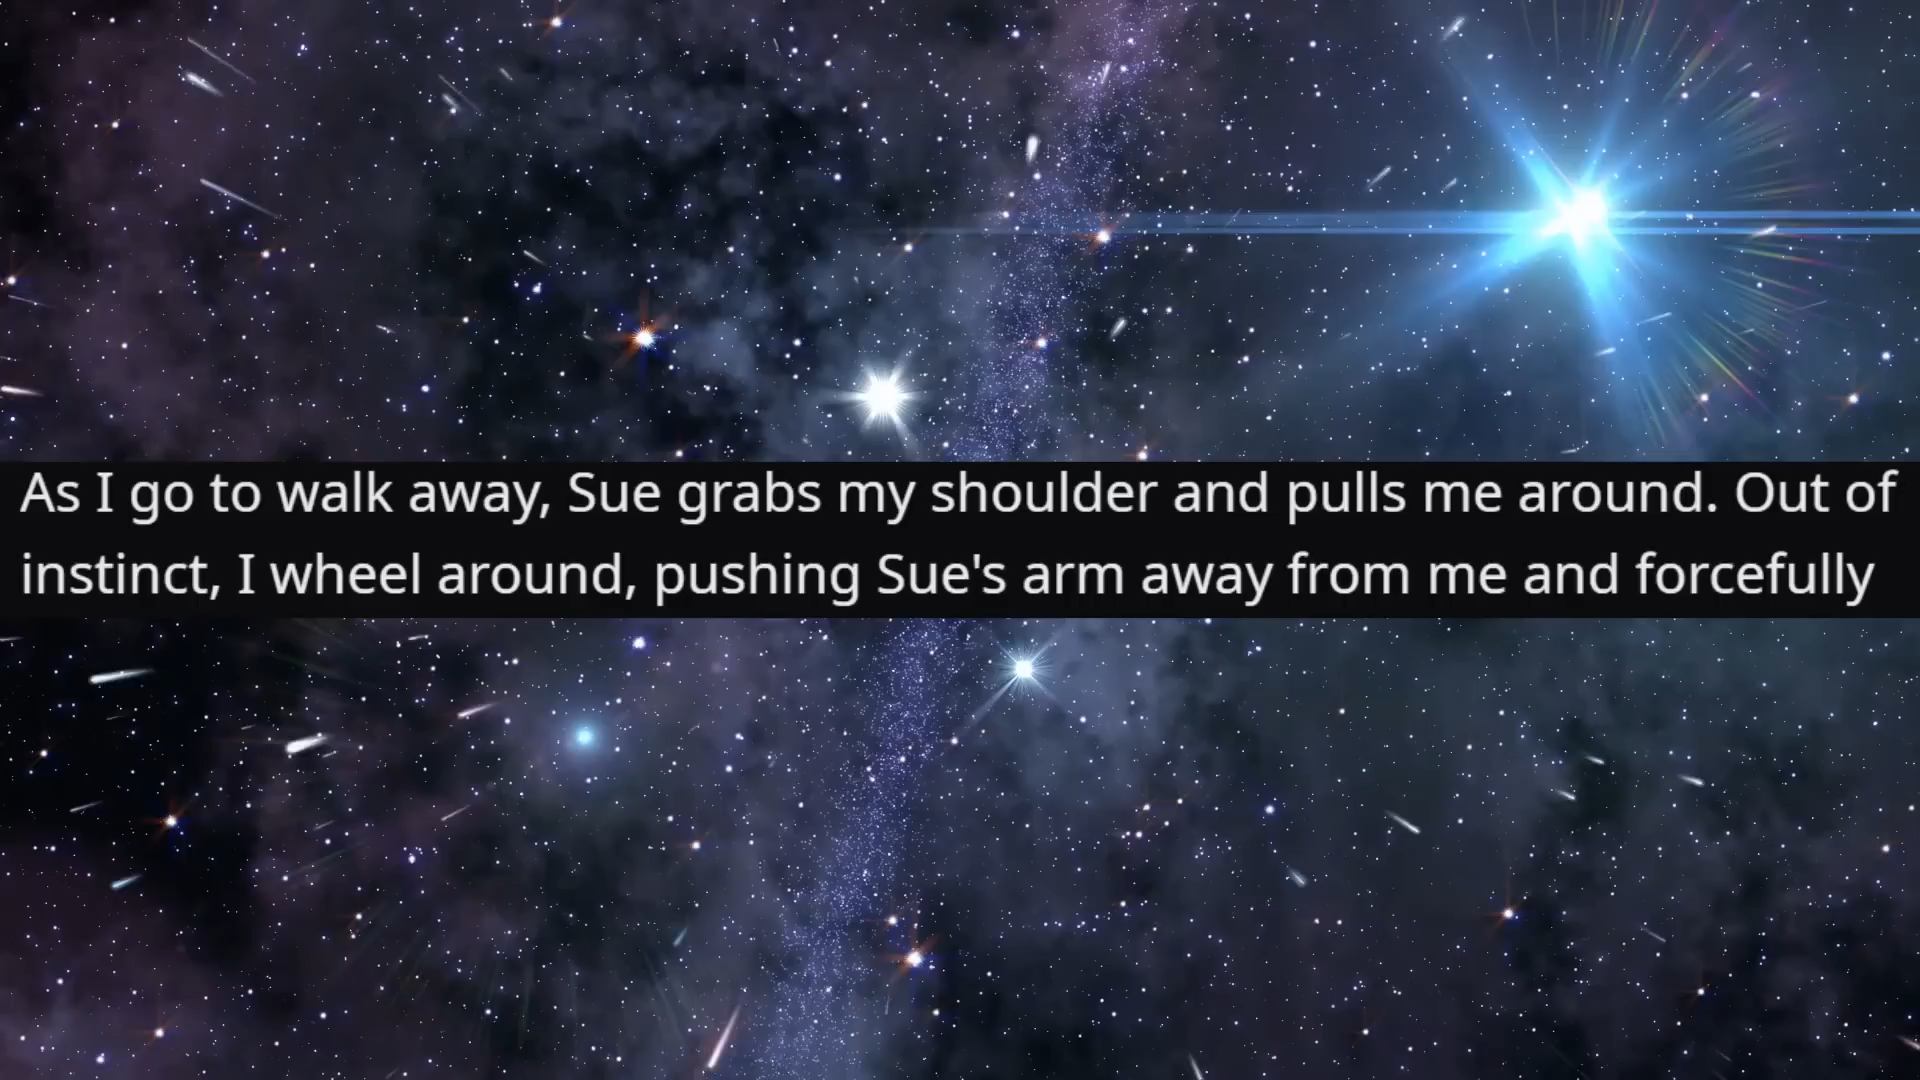 As I go to walk away, Sue grabs my shoulder and pulls me around. Out of
instinct, I wheel around, pushing Sue's arm away from me and forcefully